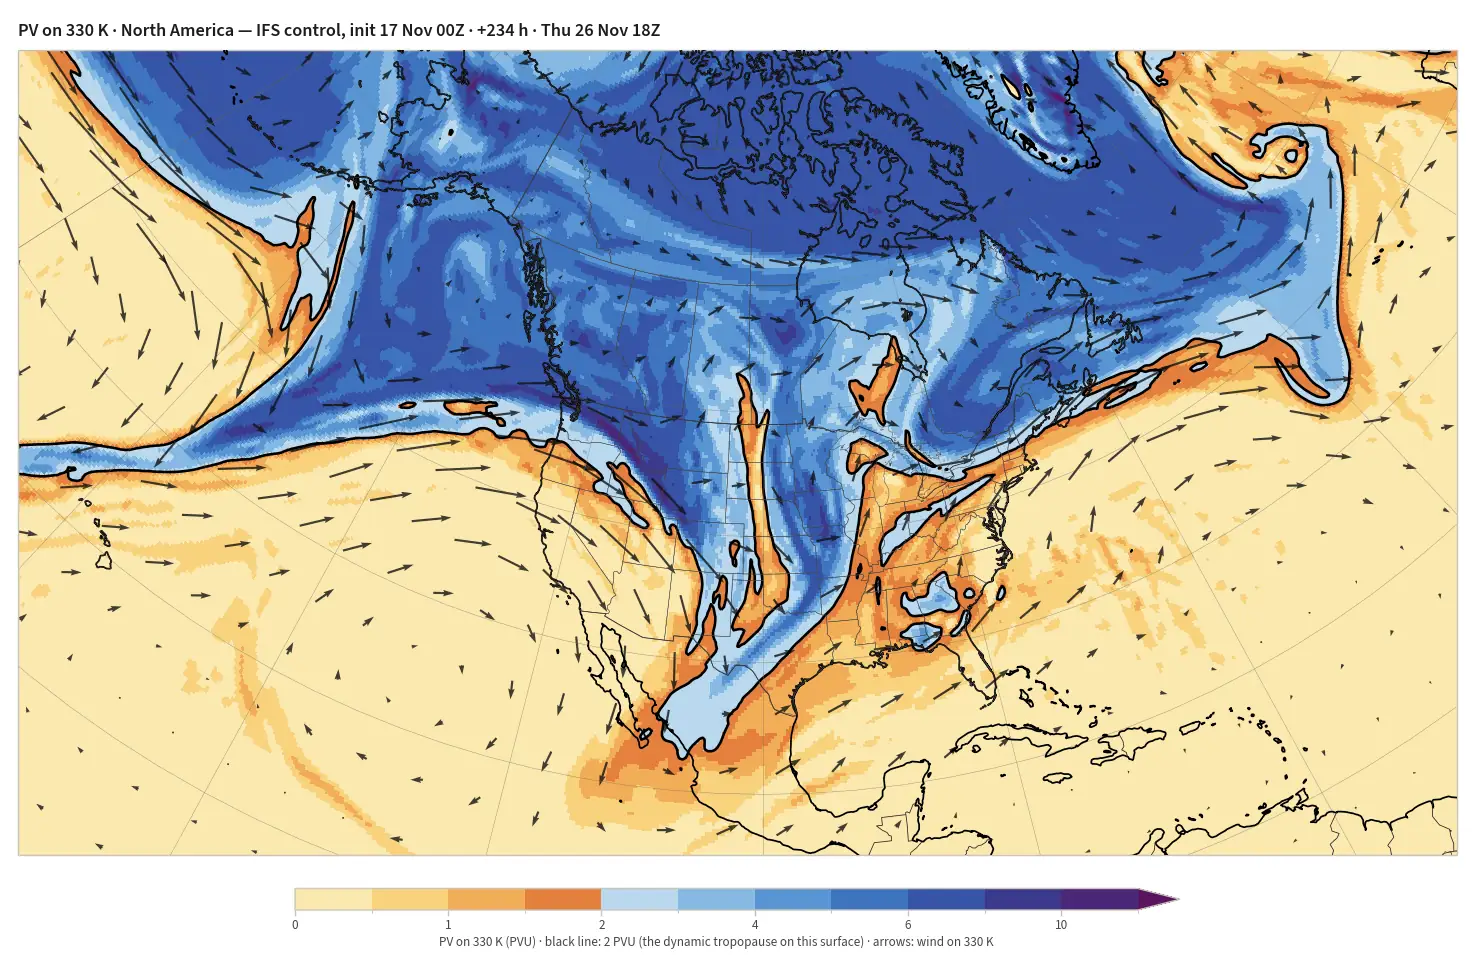 PV on 330 K · North America — IFS control, init 17 Nov 00Z · +234 h · Thu 26 Nov 18Z
0 1 2 4 6 10
PV on 330 K (PVU) · black line: 2 PVU (the dynamic tropopause on this surface) · arrows: wind on 330 K